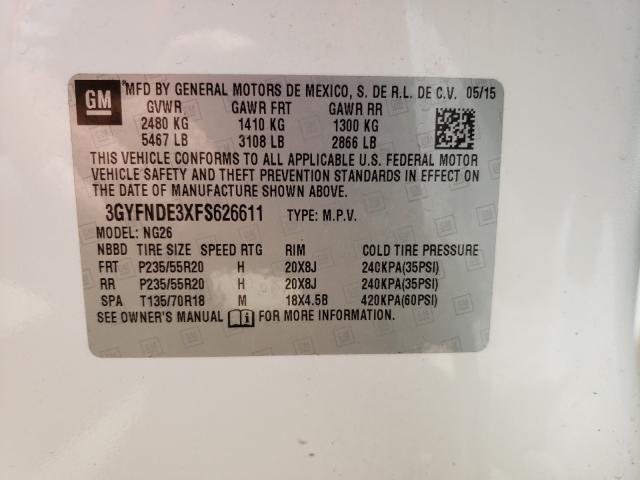 GM *MFD BY GENERAL MOTORS DE MEXICO, S. DE R.L. DE C.V. 05/15
GVWR GAWR FRT GAWR RR
2480 KG 1410 KG 1300 KG
5467 LB 3108 LB 2866 LB
THIS VEHICLE CONFORMS TO ALL APPLICABLE U.S. FEDERAL MOTOR
VEHICLE SAFETY AND THEFT PREVENTION STANDARDS IN EFFECT ON
THE DATE OF MANUFACTURE SHOWN ABOVE.
3GYFNDE3XFS626611 TYPE: M.P.V.
MODEL: NG26
NBBD TIRE SIZE SPEED RTG RIM COLD TIRE PRESSURE
FRT P235/55R20 H 20X8J 240KPA(35PSI)
RR P235/55R20 H 20X8J 240KPA(35PSI)
SPA T135/70R18 M 18X4.5B 420KPA(60PSI)
SEE OWNER'S MANUAL FOR MORE INFORMATION.